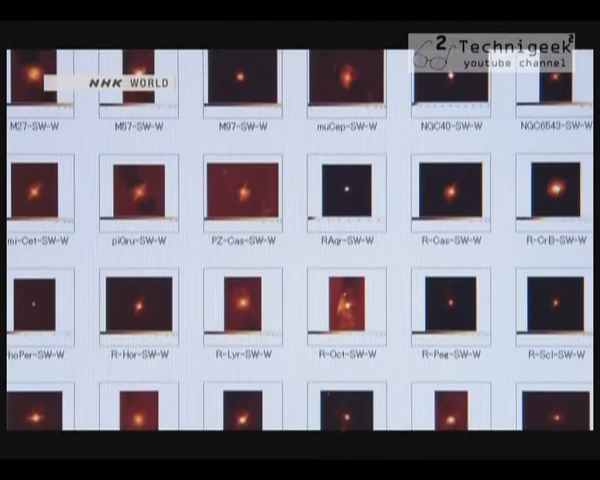 2
Technigeek2
youtube channel
NHK WORLD
M27-SW-W
M57-SW-W
M97-SW-W
muCep-SW-W
NGC40-SW-W
NGC6543-SW-W
mi-Cet-SW-W
piGru-SW-W
PZ-Cas-SW-W
RAqr-SW-W
R-Cas-SW-W
R-CrB-SW-W
hoPer-SW-W
R-Hor-SW-W
R-Lyr-SW-W
R-Oct-SW-W
R-Peg-SW-W
R-Scl-SW-W